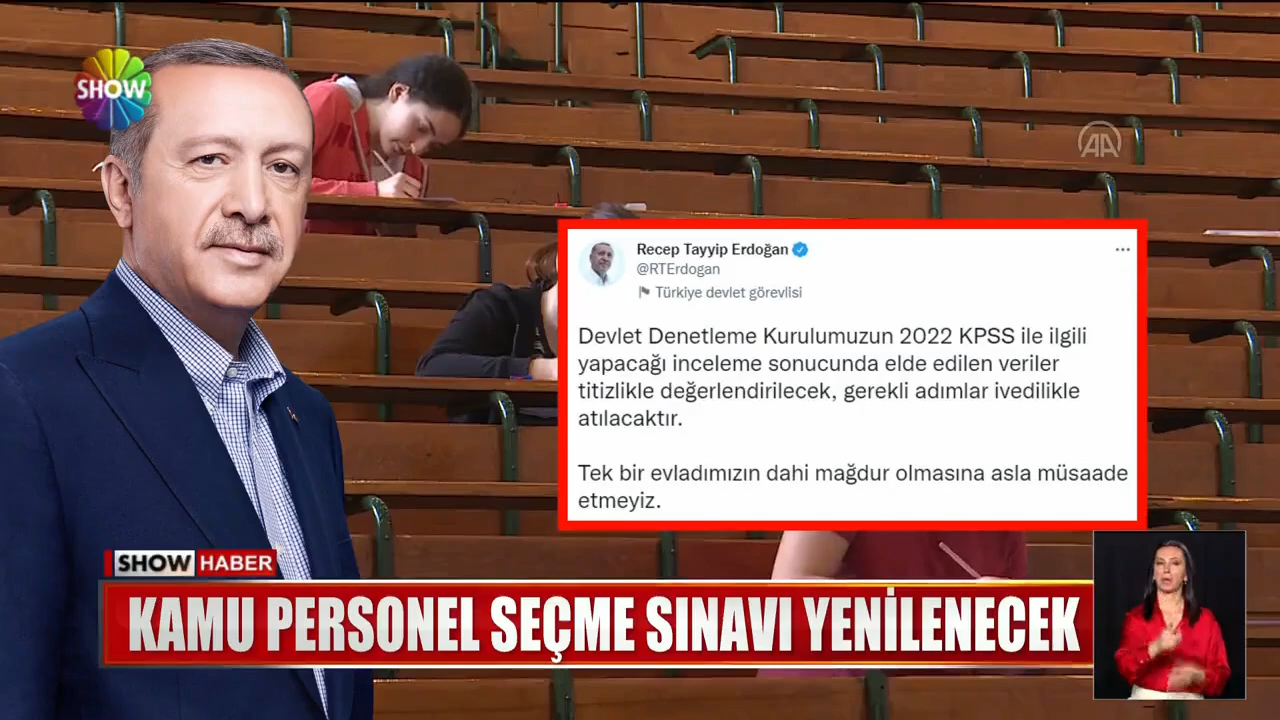 SHOW
AA
Recep Tayyip Erdoğan
@RTErdogan
Türkiye devlet görevlisi
Devlet Denetleme Kurulumuzun 2022 KPSS ile ilgili
yapacağı inceleme sonucunda elde edilen veriler
titizlikle değerlendirilecek, gerekli adımlar ivedilikle
atılacaktır.
Tek bir evladımızın dahi mağdur olmasına asla müsaade
etmeyiz.
SHOW HABER
KAMU PERSONEL SEÇME SINAVI YENİLENECEK